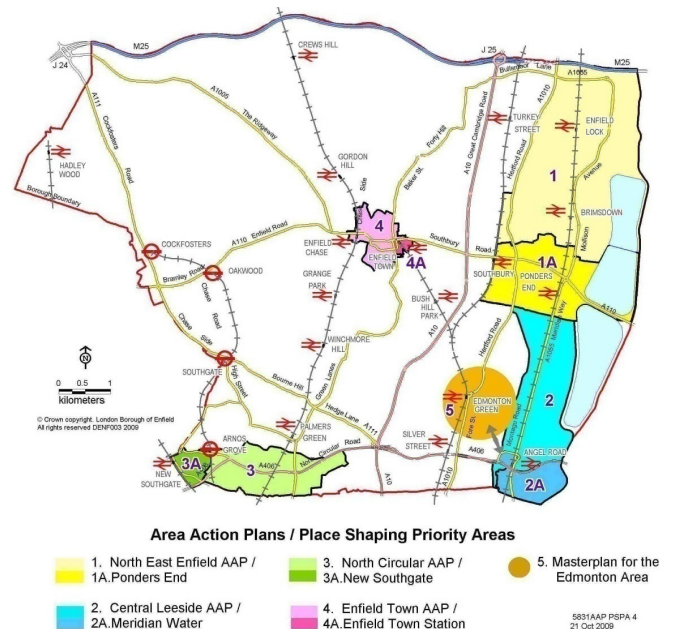 M25
J 24
J 25
M25
CREWS HILL
Bullsmoor Lane
A1055
A111
Cockfosters
Road
A1005
The Ridgeway
Forty Hill
A10 Great Cambridge Road
TURKEY
STREET
Hertford Road
A1010
ENFIELD
LOCK
HADLEY
WOOD
Borough Boundary
GORDON
HILL
Chase Side
Baker St.
1
Avenue
BRIMSDOWN
Mollison
COCKFOSTERS
A110 Enfield Road
4
ENFIELD
CHASE
ENFIELD
TOWN
4A
Southbury Road
1A
SOUTHBURY
PONDERS
END
Bramley Road
OAKWOOD
GRANGE
PARK
BUSH
HILL
PARK
A110
Chase
Road
Chase
Side
A10
Hertford Road
A1055 Meridian Way
WINCHMORE
HILL
SOUTHGATE
High Street
Bourne Hill
Green Lanes
Hedge Lane
A111
2
5
EDMONTON
GREEN
Fore St.
Montagu Road
N
0 0.5 1
kilometers
© Crown copyright. London Borough of Enfield
All rights reserved DENF003 2009
ARNOS
GROVE
PALMERS
GREEN
SILVER
STREET
3A
3
A406
North Circular Road
A406
ANGEL ROAD
NEW
SOUTHGATE
A10
A1010
2A
Area Action Plans / Place Shaping Priority Areas
1. North East Enfield AAP /
1A.Ponders End
3. North Circular AAP /
3A.New Southgate
5. Masterplan for the
Edmonton Area
2. Central Leeside AAP /
2A.Meridian Water
4. Enfield Town AAP /
4A.Enfield Town Station
5831AAP PSPA 4
21 Oct 2009